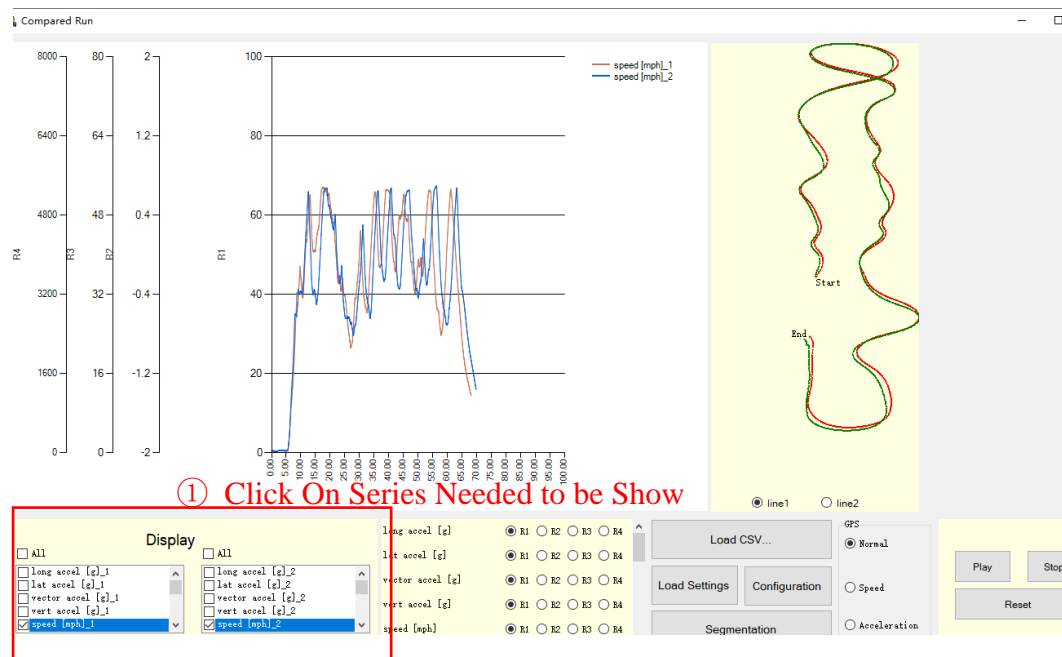 Compared Run
8000 80 2 100
speed [mph]_1
speed [mph]_2
6400 64 1.2 80
4800 48 0.4 60
R4 R3 R2 R1
Start
3200 32 -0.4 40
End
1600 16 -1.2 20
0 0 -2 0
0.00 5.00 10.00 15.00 20.00 25.00 30.00 35.00 40.00 45.00 50.00 55.00 60.00 65.00 70.00 75.00 80.00 85.00 90.00 95.00 100.00
① Click On Series Needed to be Show
line1 line2
Display
All All
long accel [g]_1
lat accel [g]_1
vector accel [g]_1
vert accel [g]_1
speed [mph]_1
long accel [g]_2
lat accel [g]_2
vector accel [g]_2
vert accel [g]_2
speed [mph]_2
long accel [g] R1 R2 R3 R4
lat accel [g] R1 R2 R3 R4
vector accel [g] R1 R2 R3 R4
vert accel [g] R1 R2 R3 R4
speed [mph] R1 R2 R3 R4
Load CSV...
Load Settings Configuration
Segmentation
GPS
Normal
Speed
Acceleration
Play Stop
Reset